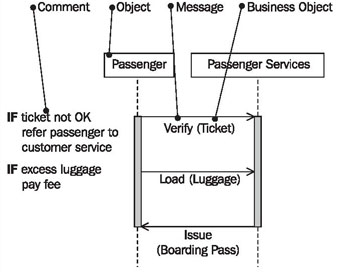 Comment
Object
Message
Business Object
Passenger
Passenger Services
IF ticket not OK
refer passenger to
customer service
Verify (Ticket)
IF excess luggage
pay fee
Load (Luggage)
Issue
(Boarding Pass)